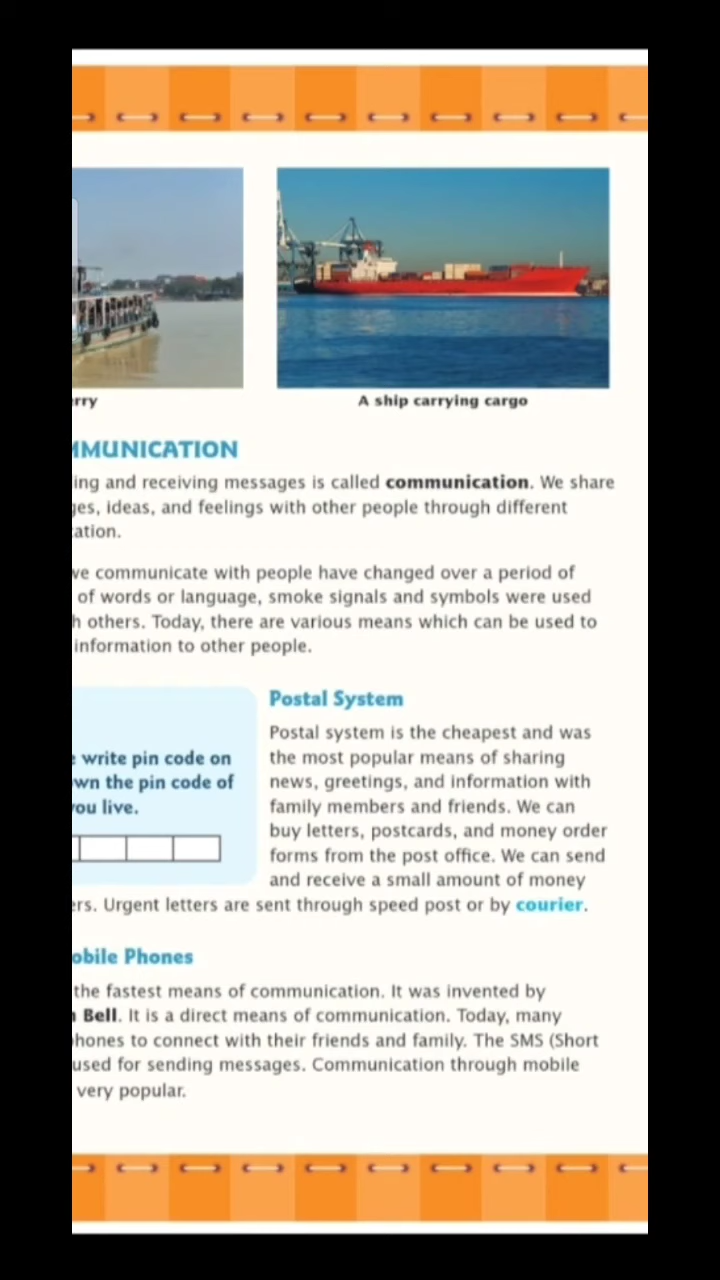 rry
A ship carrying cargo
MMUNICATION
ing and receiving messages is called communication. We share
ges, ideas, and feelings with other people through different
ation.
we communicate with people have changed over a period of
of words or language, smoke signals and symbols were used
h others. Today, there are various means which can be used to
information to other people.
e write pin code on
wn the pin code of
you live.
Postal System
Postal system is the cheapest and was
the most popular means of sharing
news, greetings, and information with
family members and friends. We can
buy letters, postcards, and money order
forms from the post office. We can send
and receive a small amount of money
ers. Urgent letters are sent through speed post or by courier.
obile Phones
the fastest means of communication. It was invented by
Bell. It is a direct means of communication. Today, many
hones to connect with their friends and family. The SMS (Short
used for sending messages. Communication through mobile
very popular.